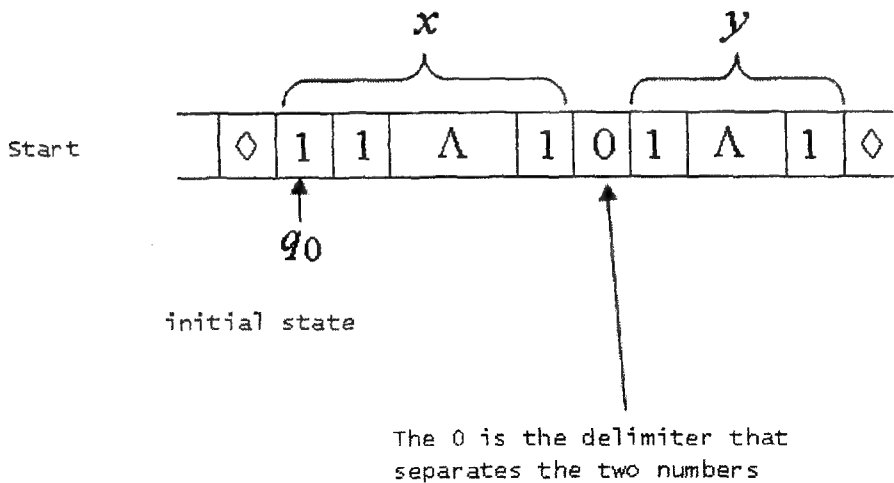 x y
Start ◇ 1 1 Λ 1 0 1 Λ 1 ◇
q0
initial state
The 0 is the delimiter that
separates the two numbers